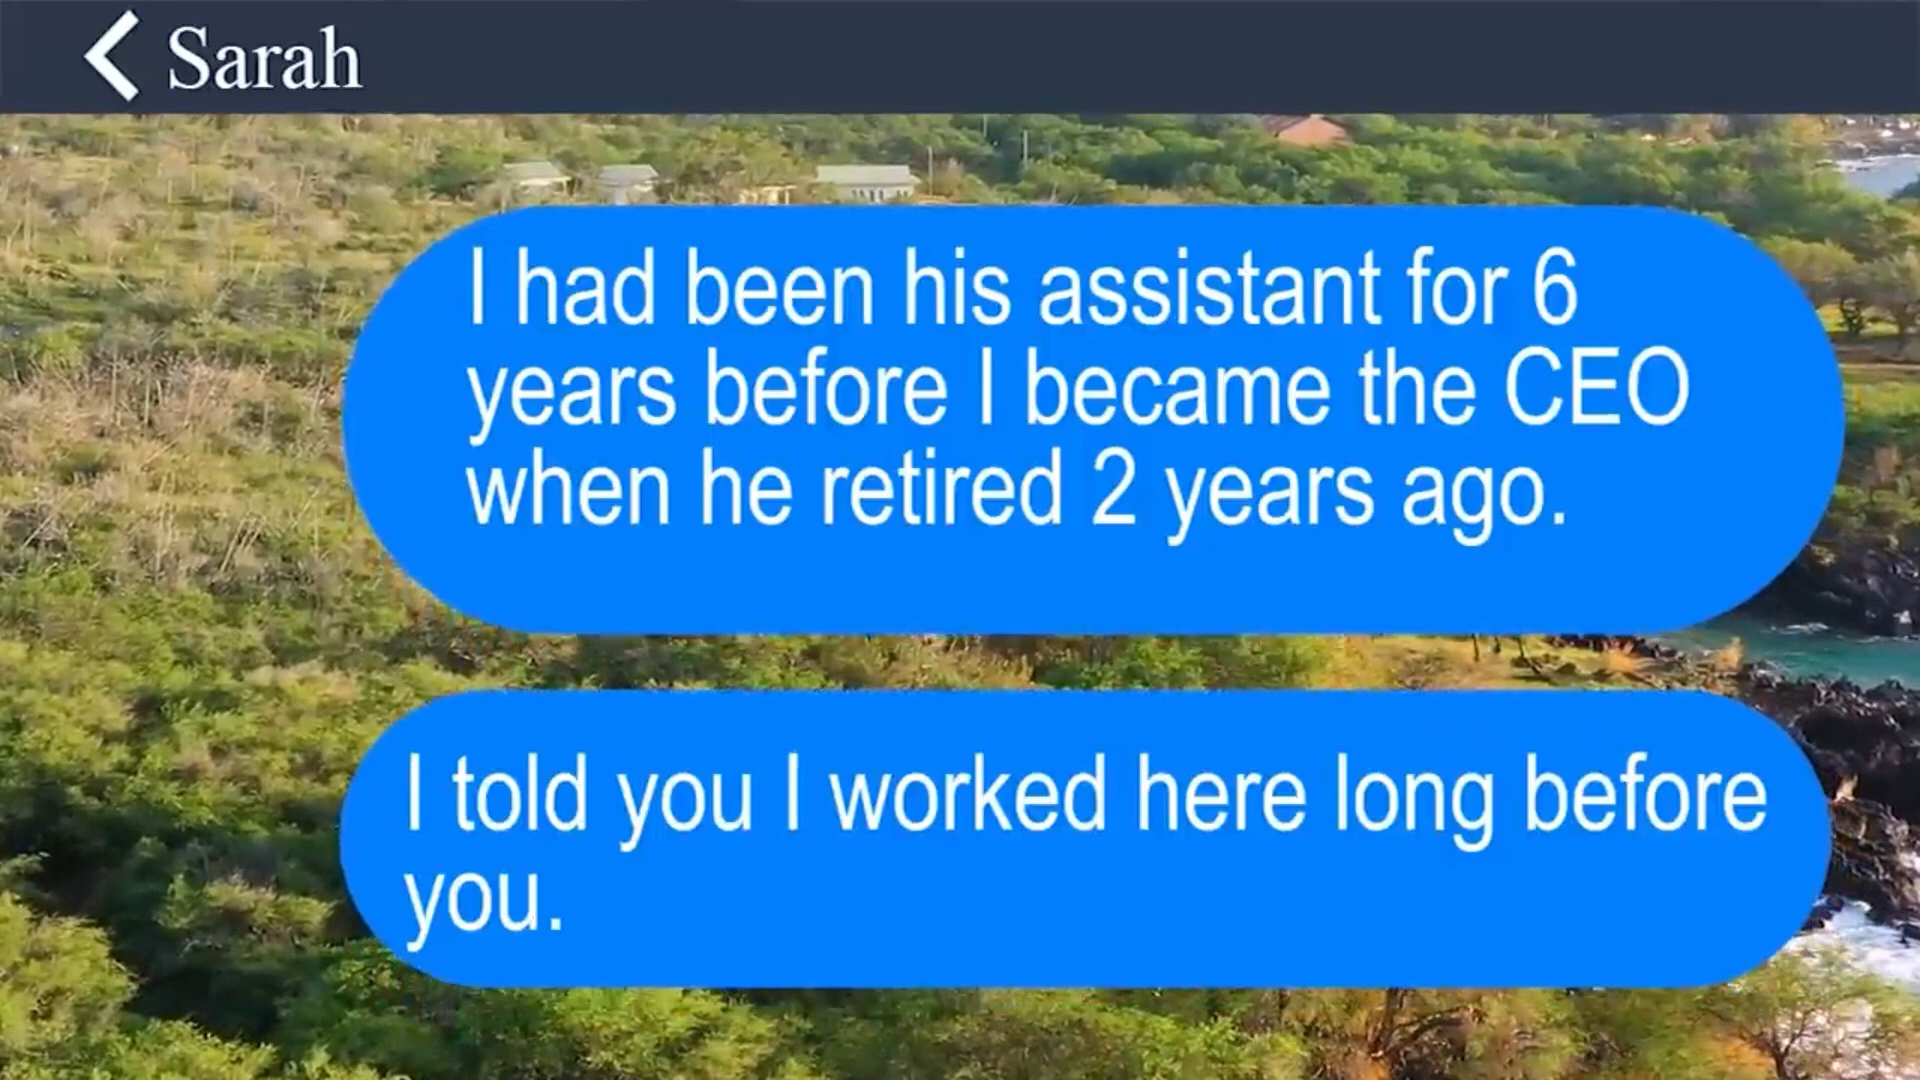 Sarah
I had been his assistant for 6
years before I became the CEO
when he retired 2 years ago.
I told you I worked here long before
you.